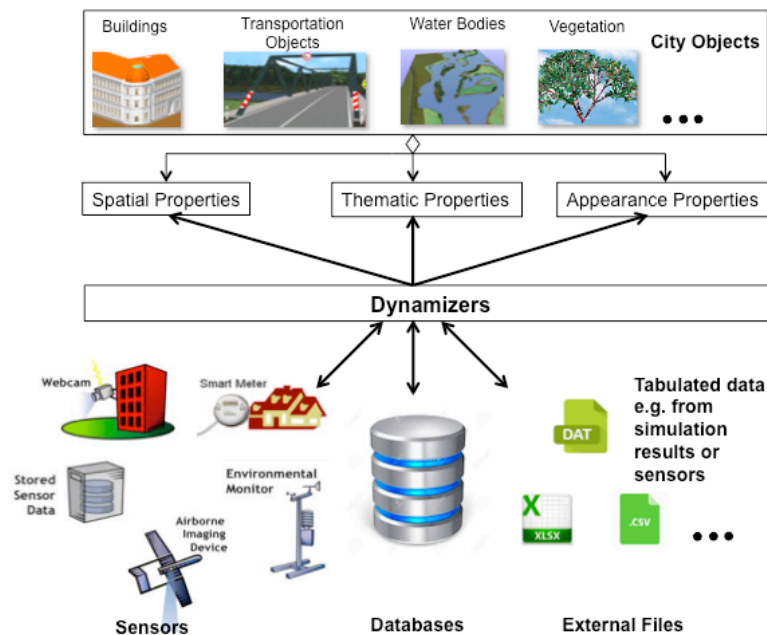 Buildings
Transportation
Objects
Water Bodies
Vegetation
City Objects
Spatial Properties
Thematic Properties
Appearance Properties
Dynamizers
Webcam
Smart Meter
Stored
Sensor
Data
Environmental
Monitor
Airborne
Imaging
Device
DAT
Tabulated data
e.g. from
simulation
results or
sensors
X
XLSX
.CSV
Sensors
Databases
External Files